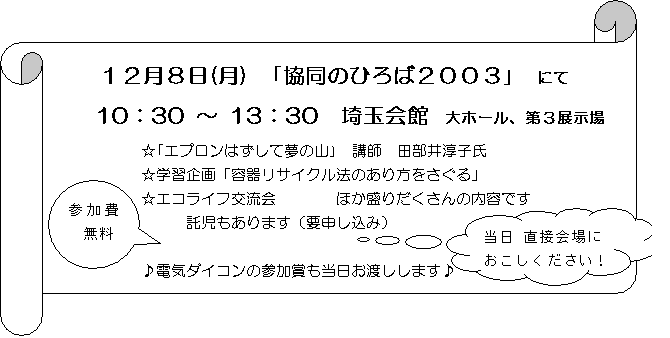 １２月８日(月)　「協同のひろば２００３」　にて
10：30 ～ 13：30　埼玉会館　大ホール、第３展示場
☆｢エプロンはずして夢の山｣　講師　田部井淳子氏
☆学習企画「容器リサイクル法のあり方をさぐる」
☆エコライフ交流会　　　　ほか盛りだくさんの内容です
託児もあります（要申し込み）
参加費
無料
当日 直接会場に
おこしください！
♪電気ダイコンの参加賞も当日お渡しします♪